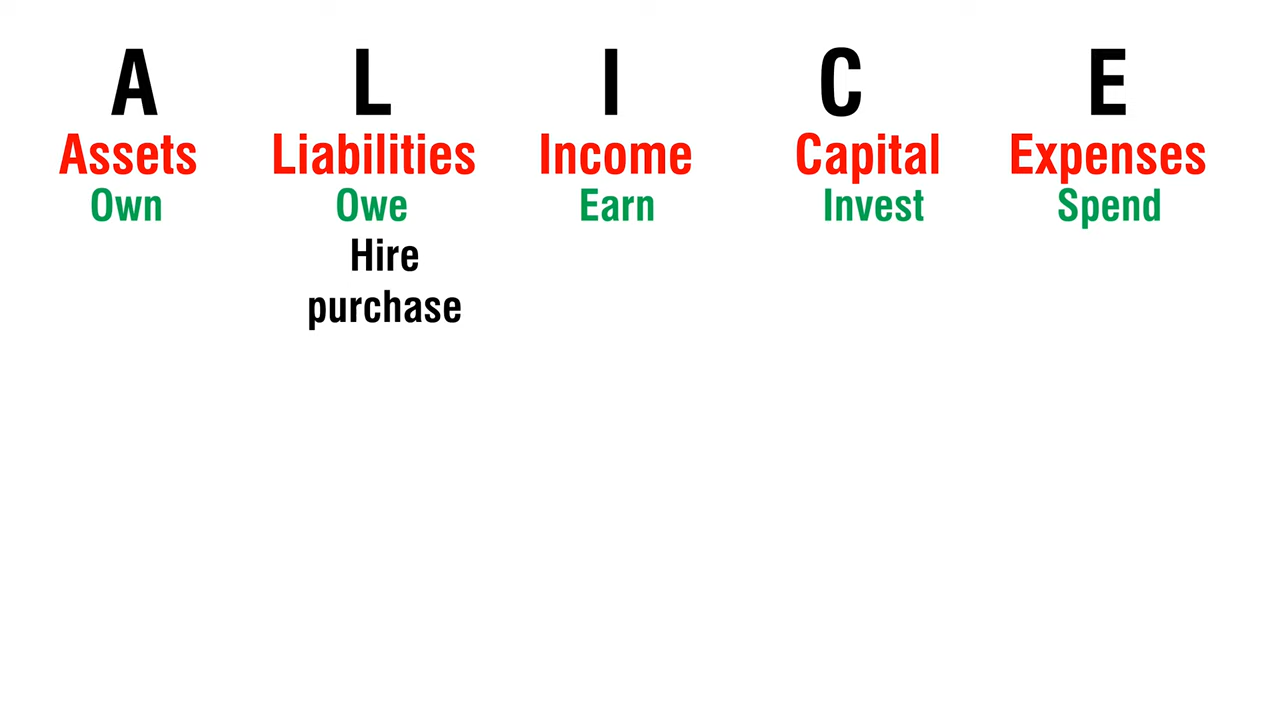 A L I C E
Assets Liabilities Income Capital Expenses
Own Owe Earn Invest Spend
Hire
purchase